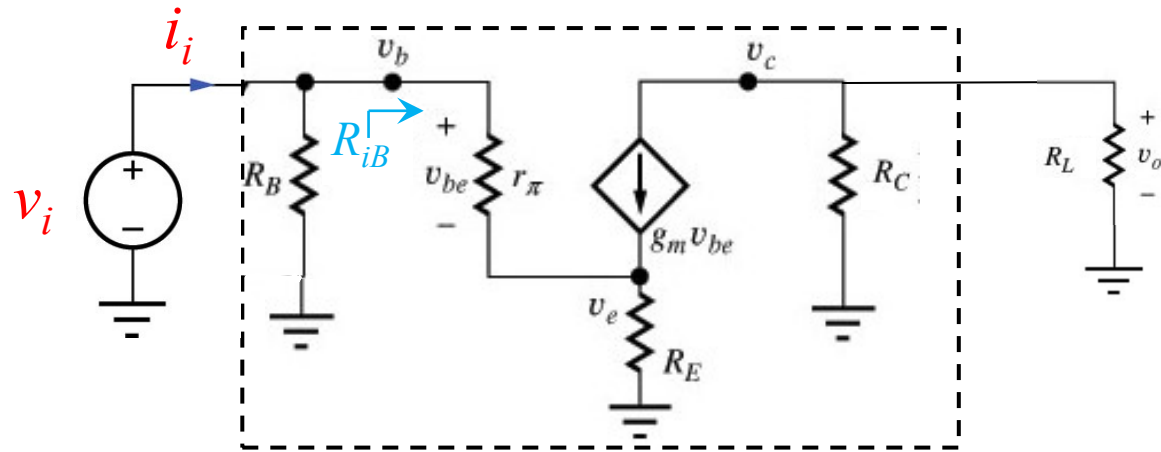 i_i
v_b
v_c
R_iB
+
v_be
−
r_π
R_B
+
−
v_i
g_m v_be
R_C
R_L
+
v_o
−
v_e
R_E